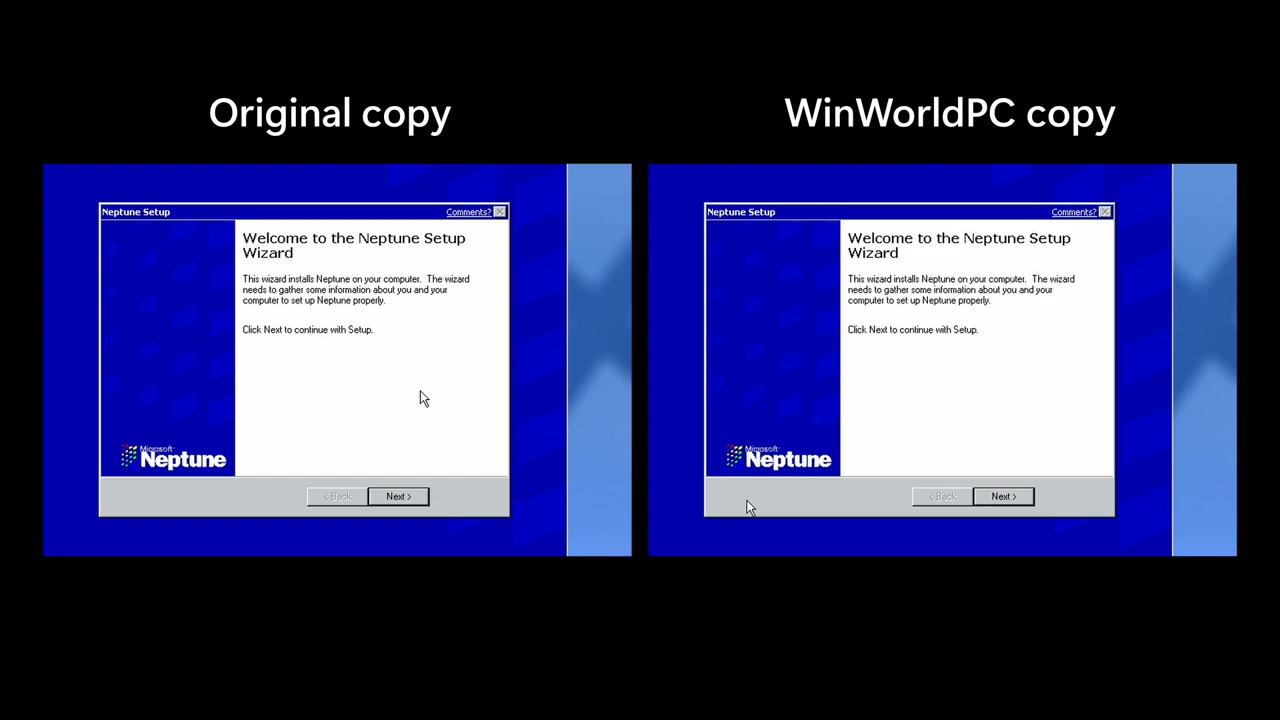 Original copy
WinWorldPC copy
Neptune Setup
Comments?
Welcome to the Neptune Setup
Wizard
This wizard installs Neptune on your computer. The wizard
needs to gather some information about you and your
computer to set up Neptune properly.
Click Next to continue with Setup.
Microsoft
Neptune
< Back
Next >
Neptune Setup
Comments?
Welcome to the Neptune Setup
Wizard
This wizard installs Neptune on your computer. The wizard
needs to gather some information about you and your
computer to set up Neptune properly.
Click Next to continue with Setup.
Microsoft
Neptune
< Back
Next >